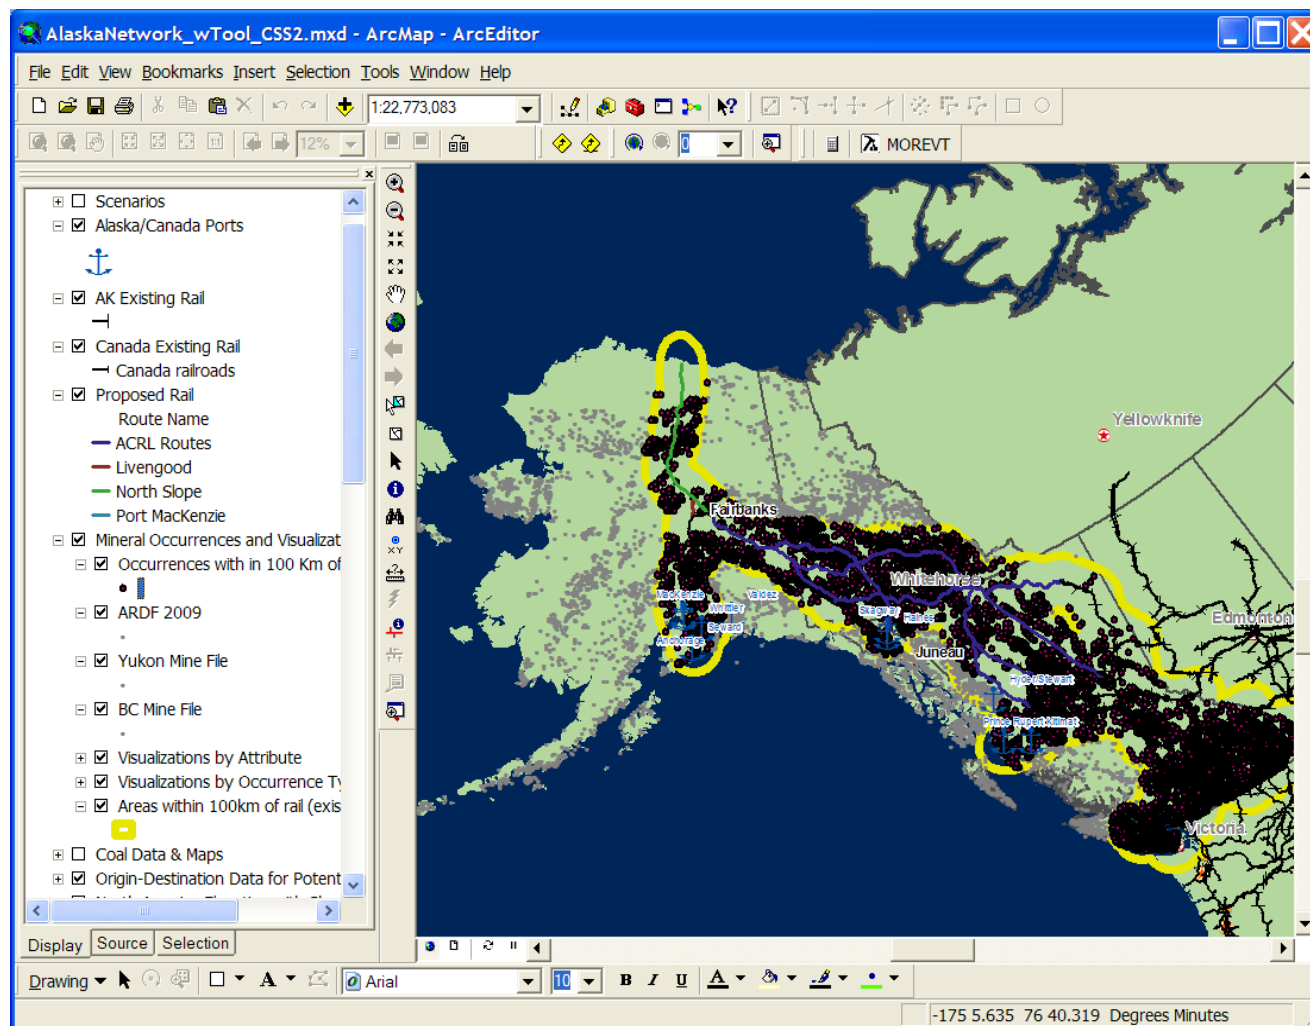 AlaskaNetwork_wTool_CSS2.mxd - ArcMap - ArcEditor
File Edit View Bookmarks Insert Selection Tools Window Help
1:22,773,083
12%
0
MOREVT
Scenarios
Alaska/Canada Ports
AK Existing Rail
Canada Existing Rail
Canada railroads
Proposed Rail
Route Name
ACRL Routes
Livengood
North Slope
Port MacKenzie
Mineral Occurrences and Visualizat
Occurrences with in 100 Km of
ARDF 2009
Yukon Mine File
BC Mine File
Visualizations by Attribute
Visualizations by Occurrence Ty
Areas within 100km of rail (exis
Coal Data & Maps
Origin-Destination Data for Potent
Display Source Selection
Yellowknife
Fairbanks
Whitehorse
Edmonton
MacKenzie
Whittier
Valdez
Anchorage
Seward
Skagway
Haines
Juneau
Hyder/Stewart
Prince Rupert Kitimat
Victoria
Drawing
A
Arial
10
B I U A
-175 5.635 76 40.319 Degrees Minutes